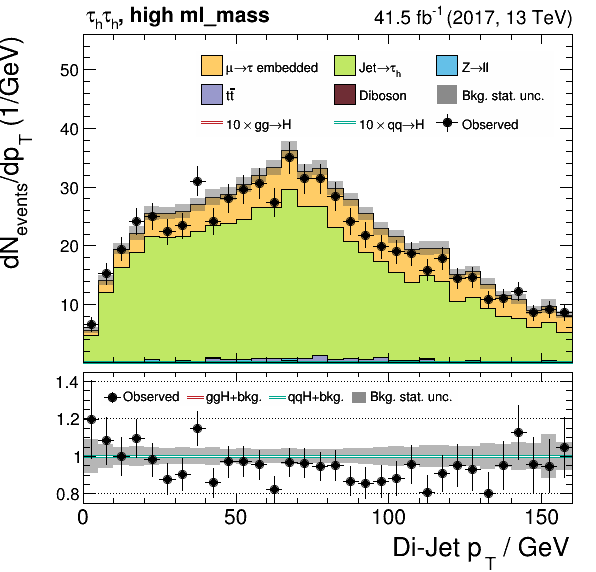 τhτh, high ml_mass 41.5 fb-1 (2017, 13 TeV)
dNevents/dpT (1/GeV)
50
40
30
20
10
μ→τ embedded Jet→τh Z→ll
tt̄ Diboson Bkg. stat. unc.
10 × gg→H 10 × qq→H Observed
1.4
1.2
1
0.8
Observed ggH+bkg. qqH+bkg. Bkg. stat. unc.
0 50 100 150
Di-Jet pT / GeV